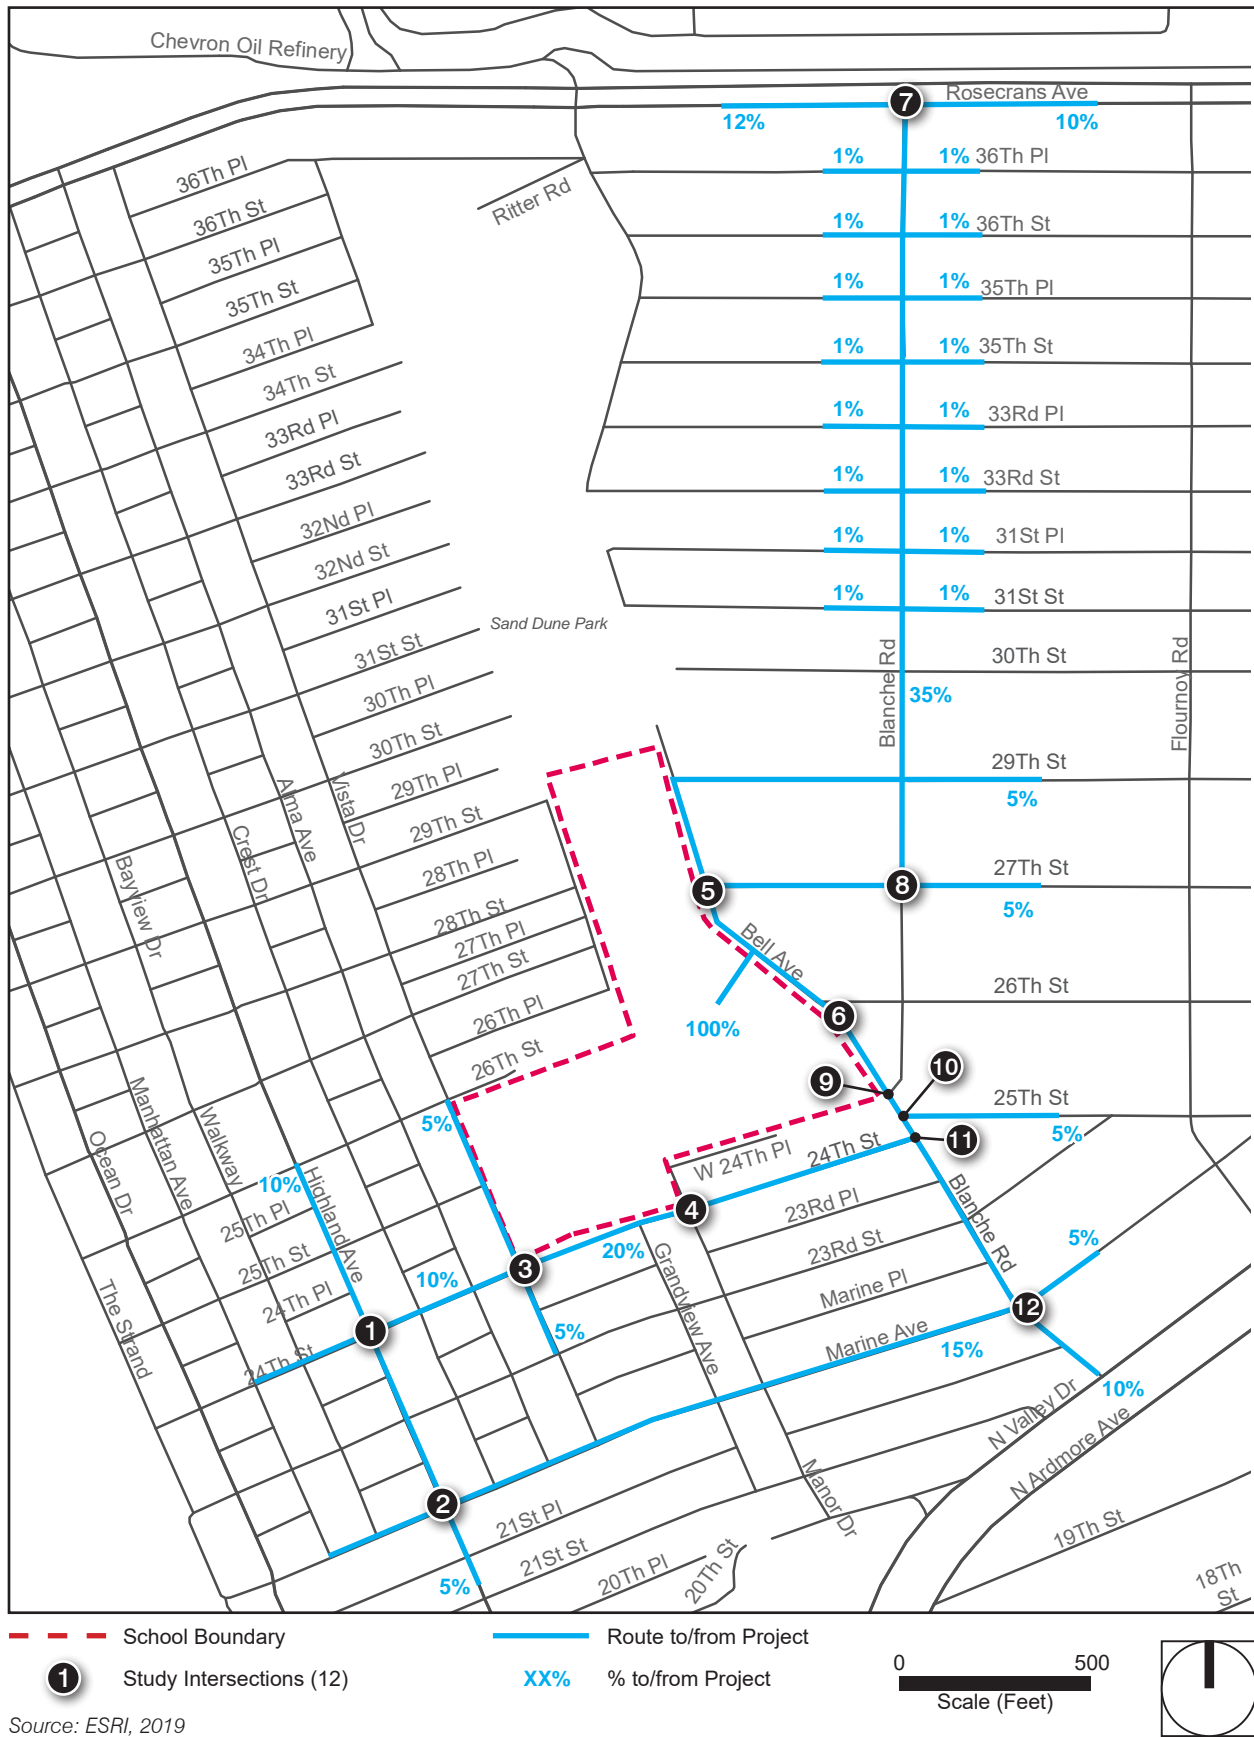 Chevron Oil Refinery
7
Rosecrans Ave
12%
10%
36Th Pl
1%
1%
36Th Pl
Ritter Rd
36Th St
1%
1%
36Th St
35Th Pl
1%
1%
35Th Pl
35Th St
1%
1%
35Th St
34Th Pl
34Th St
1%
1%
33Rd Pl
33Rd Pl
33Rd St
1%
1%
33Rd St
32Nd Pl
32Nd St
1%
1%
31St Pl
31St Pl
1%
1%
31St St
Sand Dune Park
31St St
30Th St
30Th Pl
Blanche Rd
35%
Flournoy Rd
30Th St
29Th Pl
29Th St
5%
29Th St
Alma Ave
Vista Dr
Crest Dr
Bayview Dr
28Th Pl
5
8
27Th St
5%
28Th St
27Th Pl
27Th St
Bell Ave
26Th St
26Th Pl
100%
6
26Th St
9
10
25Th St
5%
11
5%
W 24Th Pl
24Th St
Manhattan Ave
Walkway
Ocean Dr
10%
Highland Ave
25Th Pl
25Th St
24Th Pl
24Th St
The Strand
4
23Rd Pl
23Rd St
Blanche Rd
5%
20%
3
10%
Grandview Ave
Marine Pl
12
1
5%
Marine Ave
15%
10%
N Valley Dr
N Ardmore Ave
Manor Dr
2
21St Pl
21St St
20Th Pl
20Th St
5%
19Th St
18Th
St
School Boundary
Route to/from Project
1
Study Intersections (12)
XX%
% to/from Project
0
500
Scale (Feet)
Source: ESRI, 2019